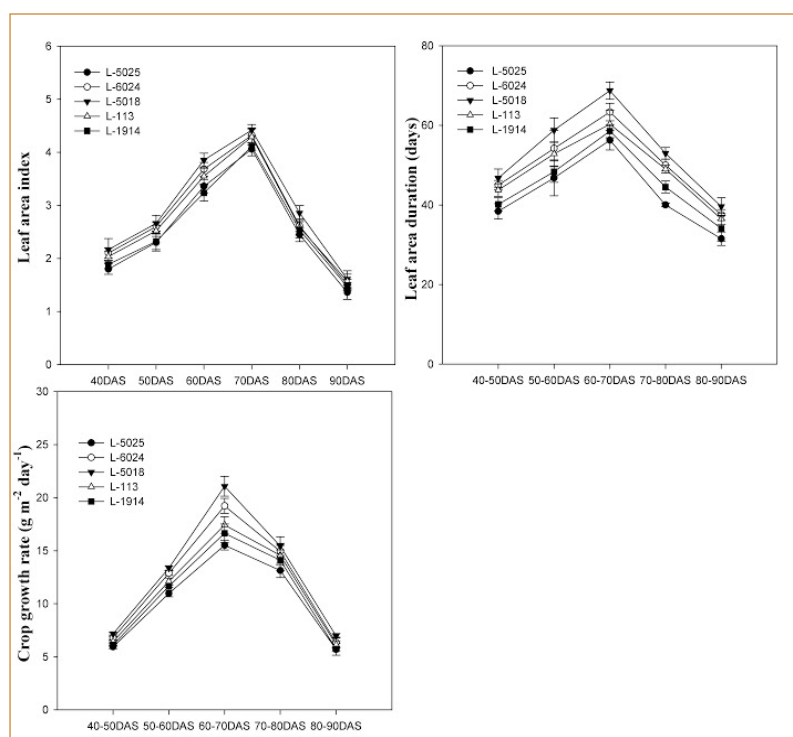 6
5
4
3
2
1
0
Leaf area index
L-5025
L-6024
L-5018
L-113
L-1914
40DAS 50DAS 60DAS 70DAS 80DAS 90DAS
80
60
40
20
0
Leaf area duration (days)
L-5025
L-6024
L-5018
L-113
L-1914
40-50DAS 50-60DAS 60-70DAS 70-80DAS 80-90DAS
30
25
20
15
10
5
0
Crop growth rate (g m⁻² day⁻¹)
L-5025
L-6024
L-5018
L-113
L-1914
40-50DAS 50-60DAS 60-70DAS 70-80DAS 80-90DAS